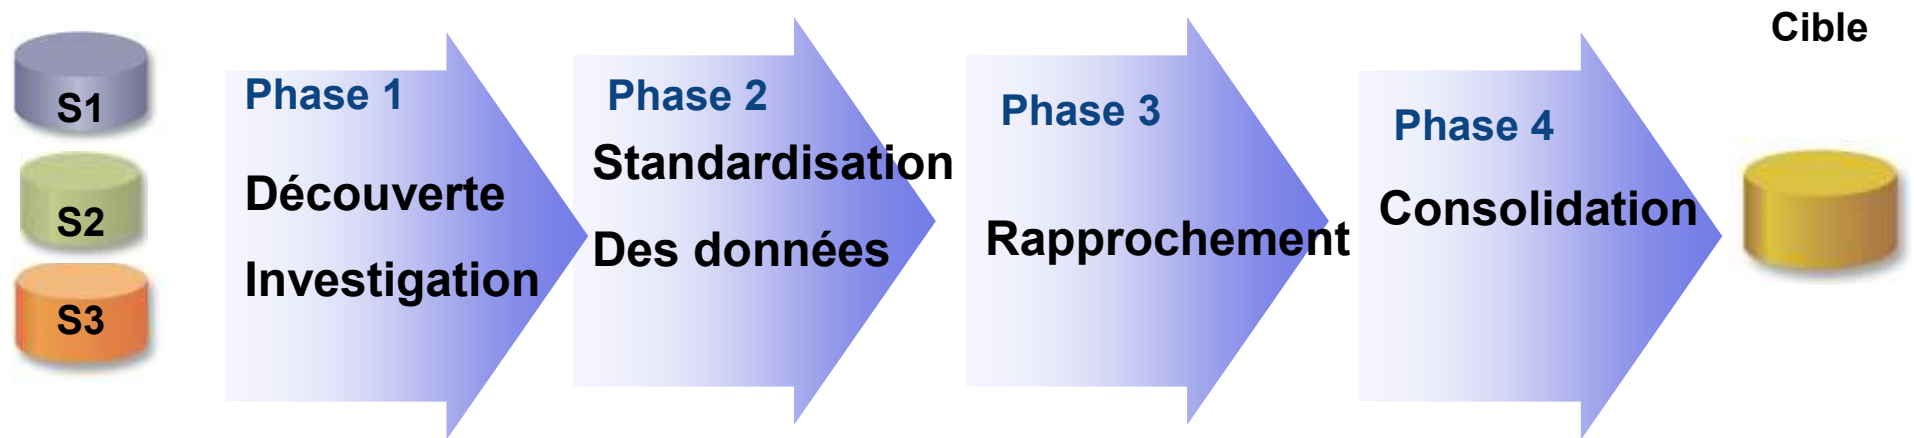 S1
S2
S3
Phase 1
Découverte
Investigation
Phase 2
Standardisation
Des données
Phase 3
Rapprochement
Phase 4
Consolidation
Cible